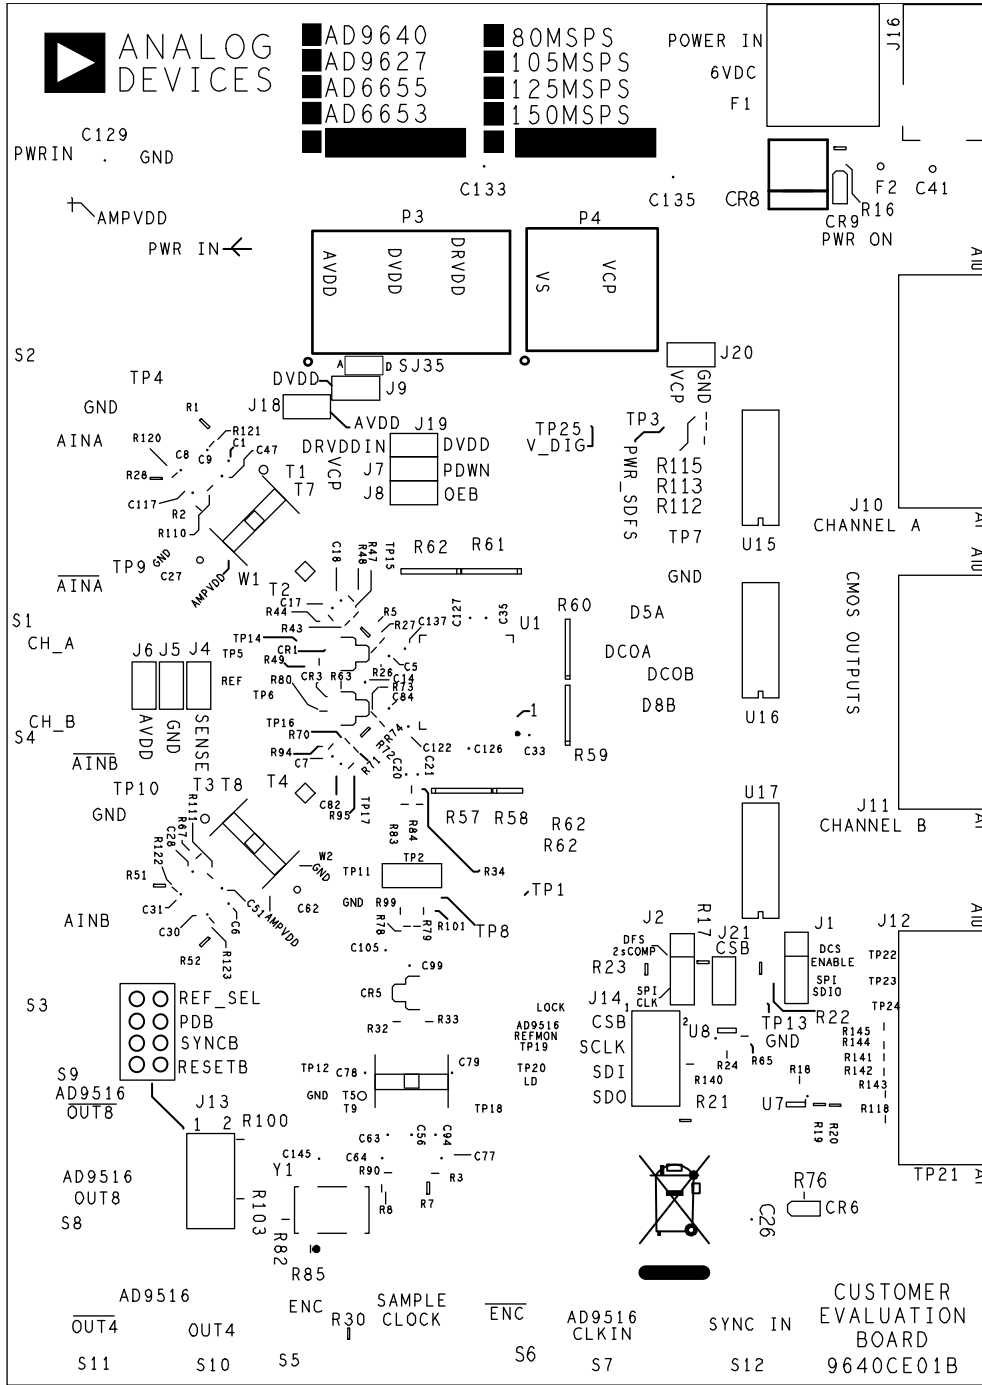 ANALOG
DEVICES
AD9640
AD9627
AD6655
AD6653
80MSPS
105MSPS
125MSPS
150MSPS
POWER IN
6VDC
F1
J16
C129
PWRIN
GND
C133
C135
CR8
CR9
R16
F2
C41
PWR ON
AMPVDD
PWR IN
P3
P4
AVDD
DVDD
DRVDD
VS
VCP
S2
A
D
SJ35
J20
VCP
GND
DVDD
J9
J18
AVDD
TP4
GND
R1
AINA
R120
R121
C1
C47
C8
C9
R28
C117
R2
R110
T1
T7
J19
DRVDDIN
DVDD
VCP
J7
PDWN
J8
OEB
TP25
V_DIG
TP3
PWR_SDFS
R115
R113
R112
TP7
GND
U15
A10
J10
CHANNEL A
A1
TP9
GND
C27
AMPVDD
W1
AINA
T2
C18
R48
R47
TP15
R62
R61
C17
R44
R43
R5
R27
C137
C127
C35
U1
R60
D5A
DCOA
DCOB
D8B
CMOS OUTPUTS
A10
S1
CH_A
J6
J5
J4
TP5
REF
TP14
CR1
R49
CR3
R63
R80
TP6
R26
C5
C14
R73
C84
CH_B
S4
AVDD
GND
SENSE
TP16
R70
R94
C7
R71
R72
R74
C20
C21
C122
C126
1
C33
R59
U16
AINB
TP10
GND
T3
T8
T4
C82
R95
TP17
R83
R84
R57
R58
R62
R62
U17
J11
CHANNEL B
A1
R111
R67
C28
R122
R51
C31
C30
AINB
R52
R123
C6
C51
AMPVDD
W2
GND
C62
TP2
TP11
GND
R99
R78
R79
R101
R34
TP8
TP1
C105
C99
CR5
R32
R33
J2
R17
J21
CSB
DFS
2sCOMP
R23
SPI
CLK
J1
DCS
ENABLE
SPI
SDIO
J12
A10
TP22
TP23
TP24
S3
REF_SEL
PDB
SYNCB
RESETB
LOCK
AD9516
REFMON
TP19
TP20
LD
J14
1
2
CSB
SCLK
SDI
SDO
U8
R24
R65
R140
R21
TP13
GND
R22
R145
R144
R141
R142
R143
R118
R18
U7
R19
R20
S9
AD9516
OUT8
J13
1 2
R100
TP12
C78
C79
GND
T5
T9
TP18
C63
C56
C94
C145
C64
C77
Y1
R90
R3
R8
R7
AD9516
OUT8
S8
R103
R82
R85
R76
CR6
C26
TP21
A1
AD9516
OUT4
OUT4
S11
S10
ENC
S5
R30
SAMPLE
CLOCK
ENC
S6
AD9516
CLKIN
S7
SYNC IN
S12
CUSTOMER
EVALUATION
BOARD
9640CE01B